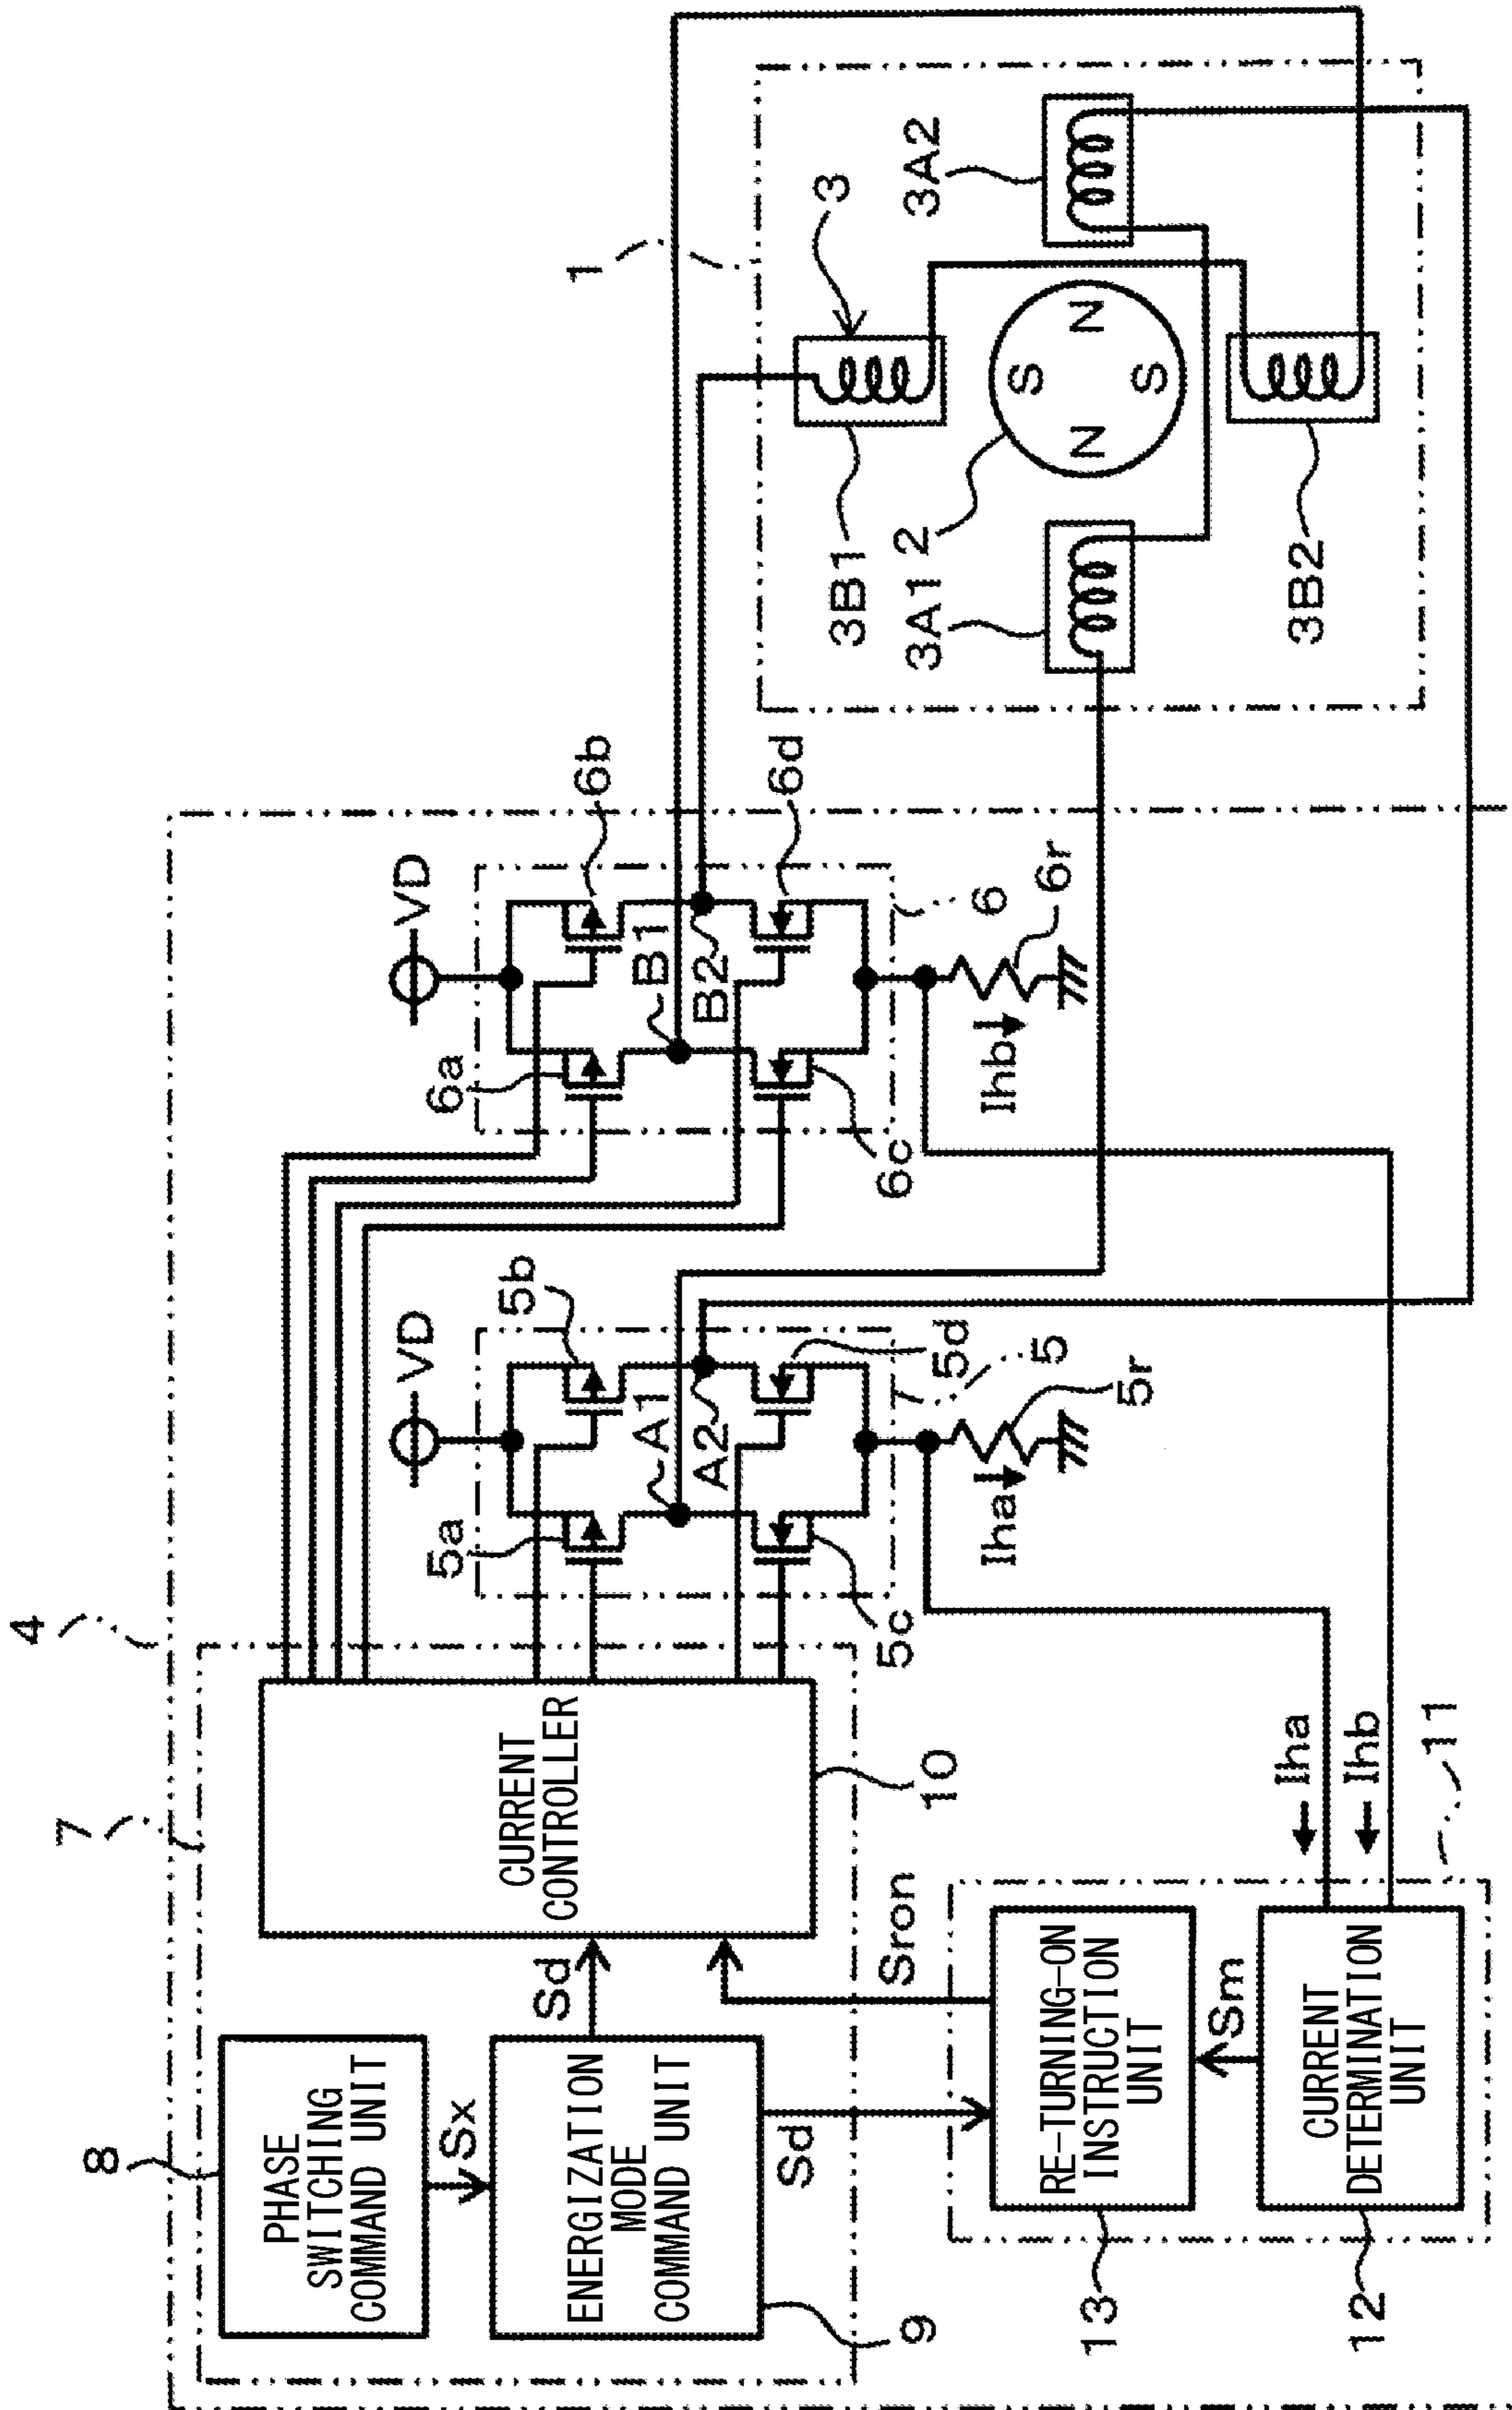 4
7
8
PHASE
SWITCHING
COMMAND UNIT
Sx
ENERGIZATION
MODE
COMMAND UNIT
9
Sd
Sd
CURRENT
CONTROLLER
10
Sron
RE-TURNING-ON
INSTRUCTION
UNIT
13
Sm
CURRENT
DETERMINATION
UNIT
12
11
Iha
Ihb
VD
5a
5b
A1
A2
5c
5d
5
5r
Iha
VD
6a
6b
B1
B2
6c
6d
6
6r
Ihb
1
3
3B1
3A1
2
S
N
N
S
3A2
3B2